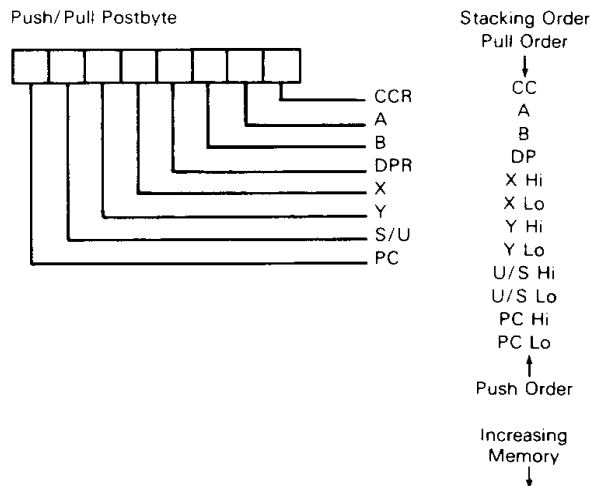 Push/Pull Postbyte
CCR
A
B
DPR
X
Y
S/U
PC
Stacking Order
Pull Order
CC
A
B
DP
X Hi
X Lo
Y Hi
Y Lo
U/S Hi
U/S Lo
PC Hi
PC Lo
Push Order
Increasing
Memory